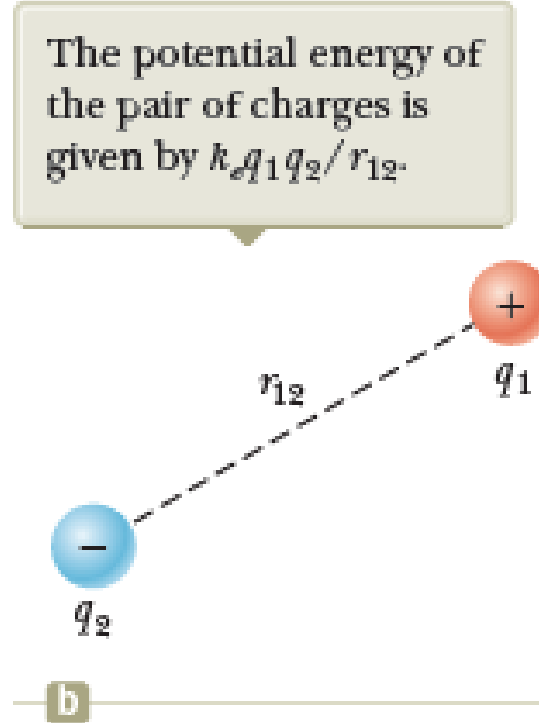 The potential energy of
the pair of charges is
given by kₑq₁q₂/r₁₂.
+
q₁
r₁₂
−
q₂
b